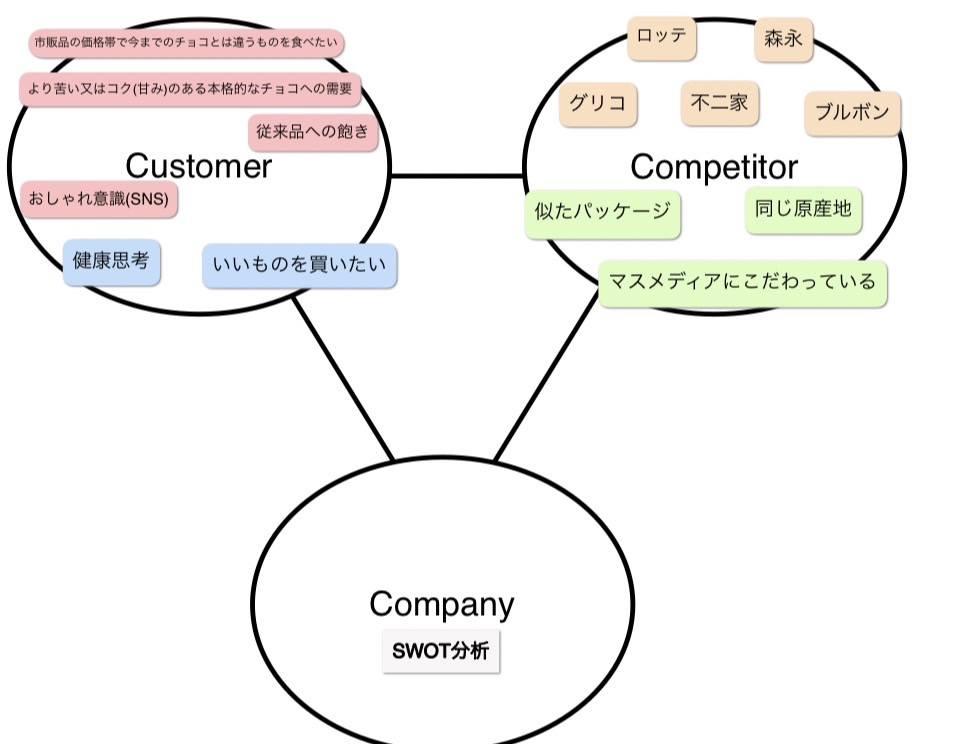 市販品の価格帯で今までのチョコとは違うものを食べたい
より苦い又はコク(甘み)のある本格的なチョコへの需要
従来品への飽き
Customer
おしゃれ意識(SNS)
健康思考
いいものを買いたい
ロッテ
森永
グリコ
不二家
ブルボン
Competitor
似たパッケージ
同じ原産地
マスメディアにこだわっている
Company
SWOT分析